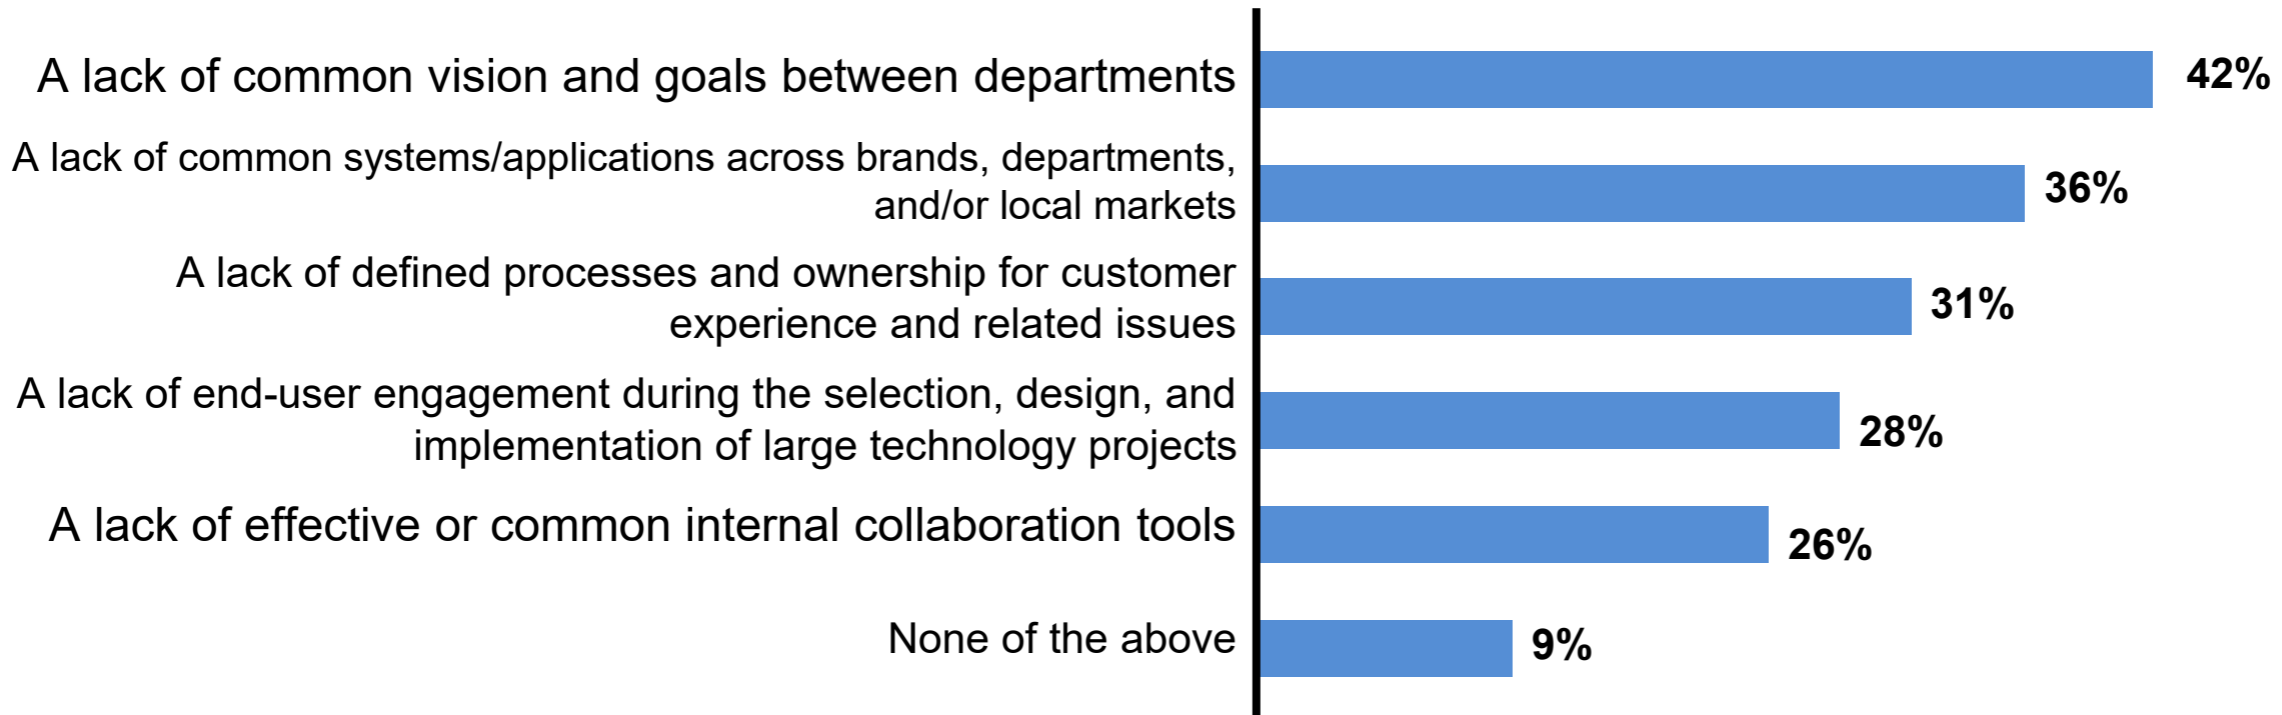 A lack of common vision and goals between departments
42%
A lack of common systems/applications across brands, departments,
and/or local markets
36%
A lack of defined processes and ownership for customer
experience and related issues
31%
A lack of end-user engagement during the selection, design, and
implementation of large technology projects
28%
A lack of effective or common internal collaboration tools
26%
None of the above
9%